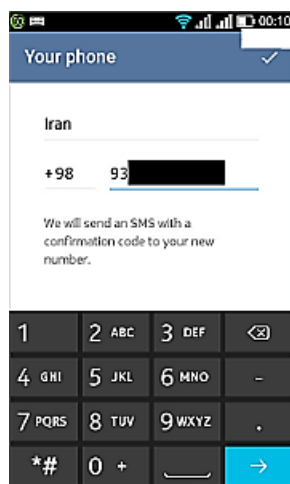 00:10
Your phone
Iran
+98 93
We will send an SMS with a
confirmation code to your new
number.
1 2 ABC 3 DEF
4 GHI 5 JKL 6 MNO -
7 PQRS 8 TUV 9 WXYZ .
*# 0 +